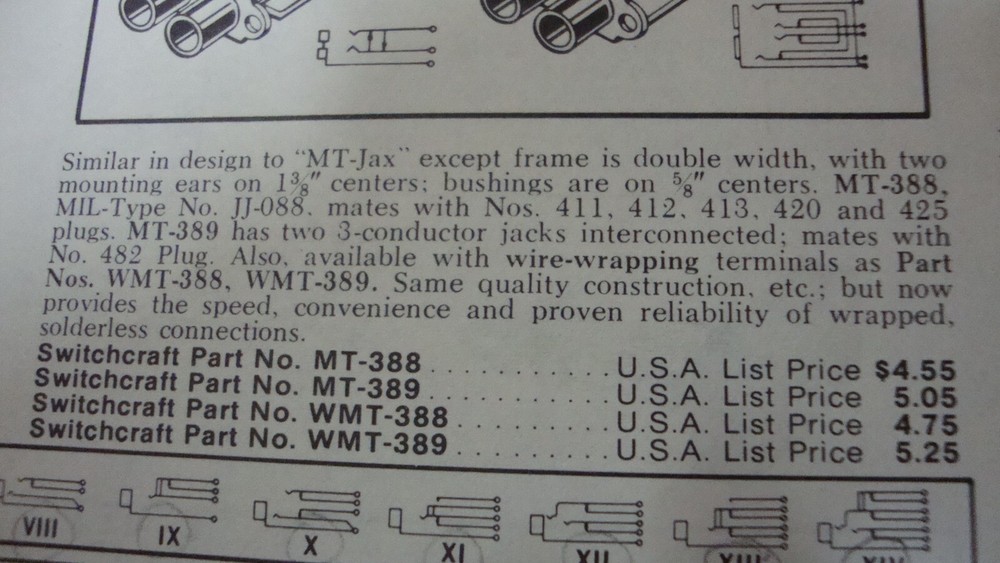 Similar in design to "MT-Jax" except frame is double width, with two
mounting ears on 1⅜" centers; bushings are on ⅝" centers. MT-388,
MIL-Type No. JJ-088, mates with Nos. 411, 412, 413, 420 and 425
plugs. MT-389 has two 3-conductor jacks interconnected; mates with
No. 482 Plug. Also, available with wire-wrapping terminals as Part
Nos. WMT-388, WMT-389. Same quality construction, etc.; but now
provides the speed, convenience and proven reliability of wrapped,
solderless connections.
Switchcraft Part No. MT-388 . . . . . . . . . . . U.S.A. List Price $4.55
Switchcraft Part No. MT-389 . . . . . . . . . . . U.S.A. List Price 5.05
Switchcraft Part No. WMT-388 . . . . . . . . . . U.S.A. List Price 4.75
Switchcraft Part No. WMT-389 . . . . . . . . . . U.S.A. List Price 5.25
VIII IX X XI XII XIII XIV